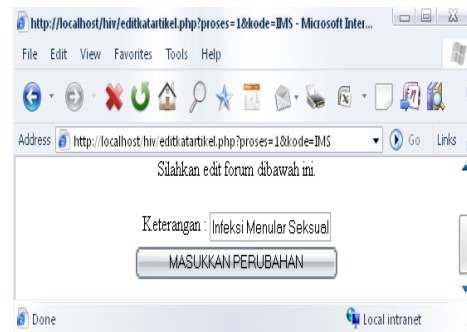 http://localhost/hiv/editkatartikel.php?proses=1&kode=IMS - Microsoft Inter...
File Edit View Favorites Tools Help
Address http://localhost/hiv/editkatartikel.php?proses=1&kode=IMS Go Links
Silahkan edit forum dibawah ini.
Keterangan : Infeksi Menular Seksual
MASUKKAN PERUBAHAN
Done Local intranet